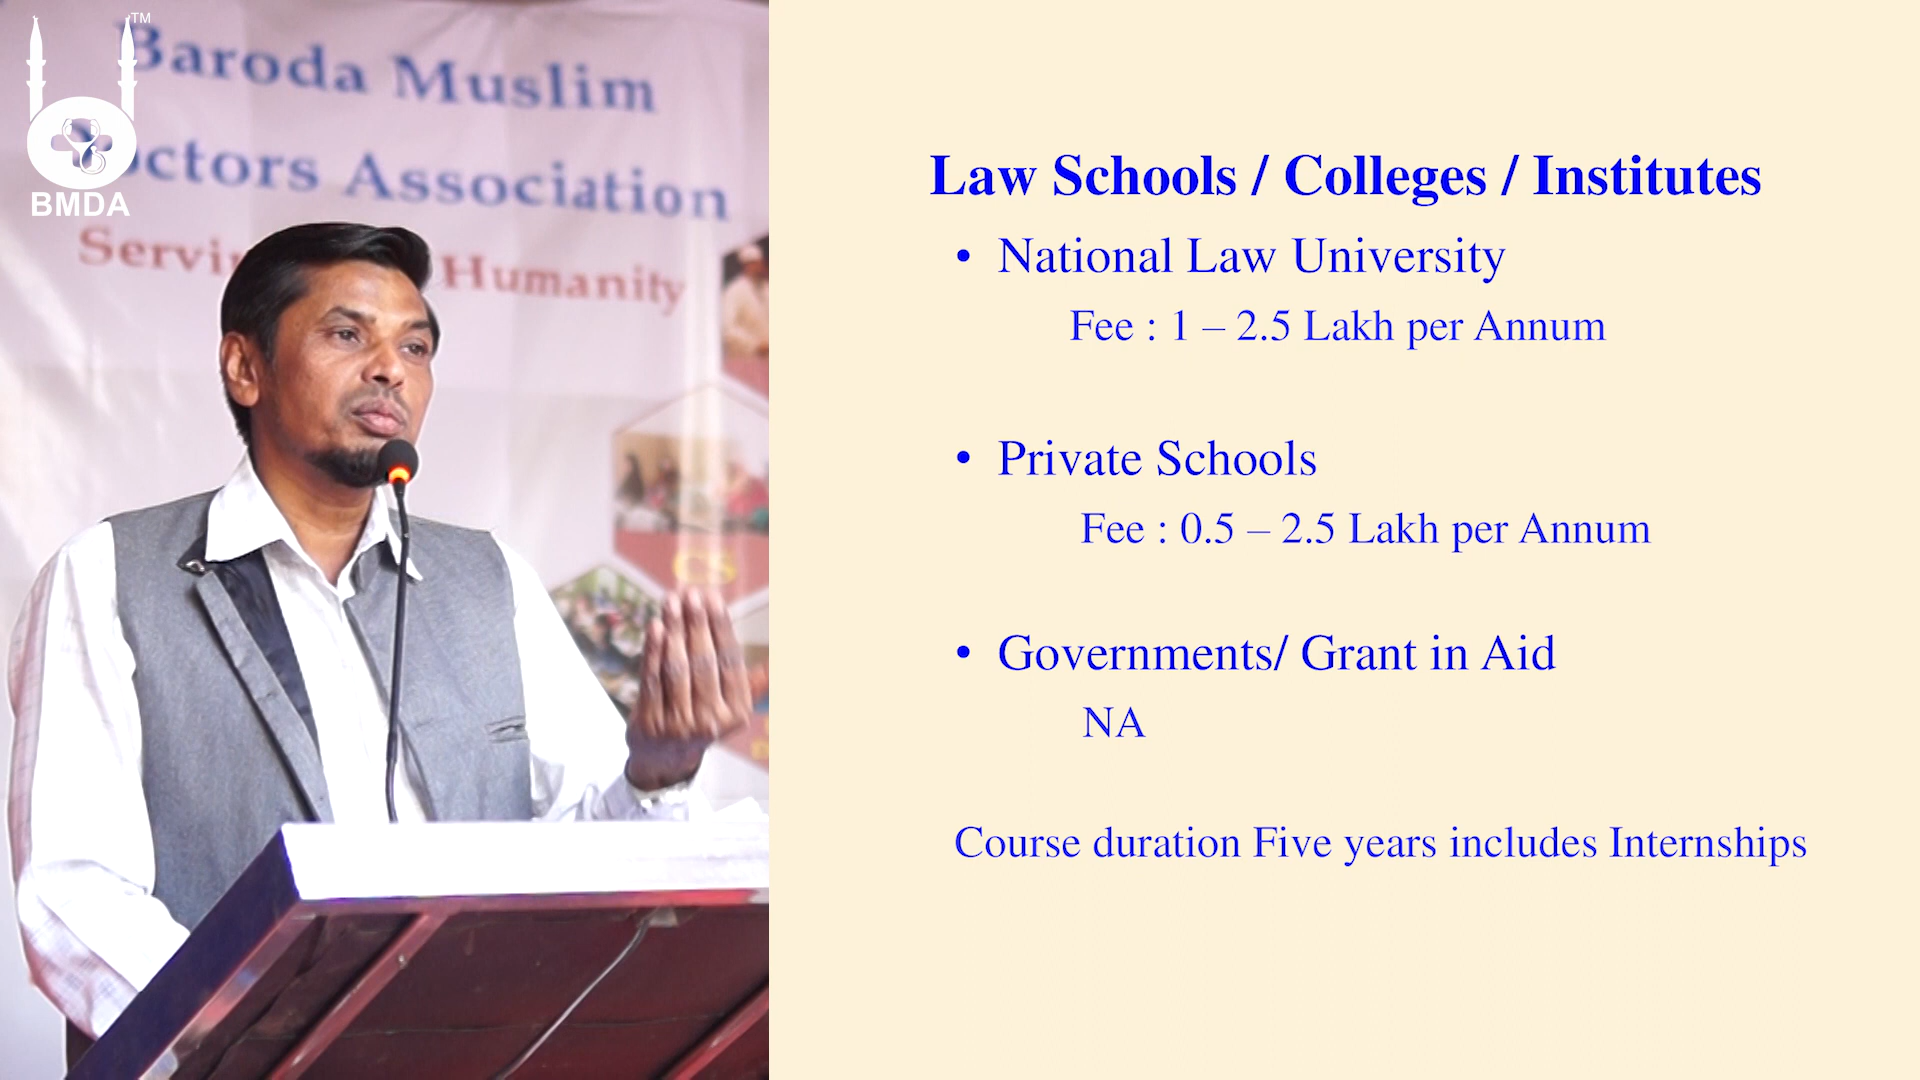 TM
BMDA
Baroda Muslim
ctors Association
Humanity
CS
Law Schools / Colleges / Institutes
• National Law University
Fee : 1 – 2.5 Lakh per Annum
• Private Schools
Fee : 0.5 – 2.5 Lakh per Annum
• Governments/ Grant in Aid
NA
Course duration Five years includes Internships